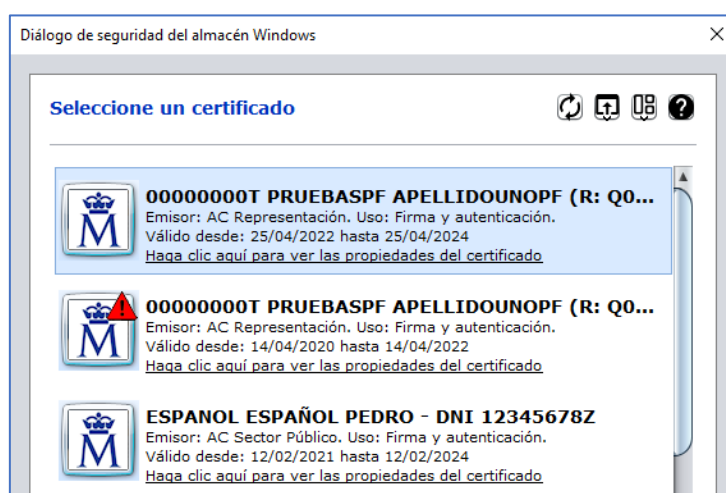 Diálogo de seguridad del almacén Windows
Seleccione un certificado
00000000T PRUEBASPF APELLIDOUNOPF (R: Q0...
Emisor: AC Representación. Uso: Firma y autenticación.
Válido desde: 25/04/2022 hasta 25/04/2024
Haga clic aquí para ver las propiedades del certificado
00000000T PRUEBASPF APELLIDOUNOPF (R: Q0...
Emisor: AC Representación. Uso: Firma y autenticación.
Válido desde: 14/04/2020 hasta 14/04/2022
Haga clic aquí para ver las propiedades del certificado
ESPANOL ESPAÑOL PEDRO - DNI 12345678Z
Emisor: AC Sector Público. Uso: Firma y autenticación.
Válido desde: 12/02/2021 hasta 12/02/2024
Haga clic aquí para ver las propiedades del certificado